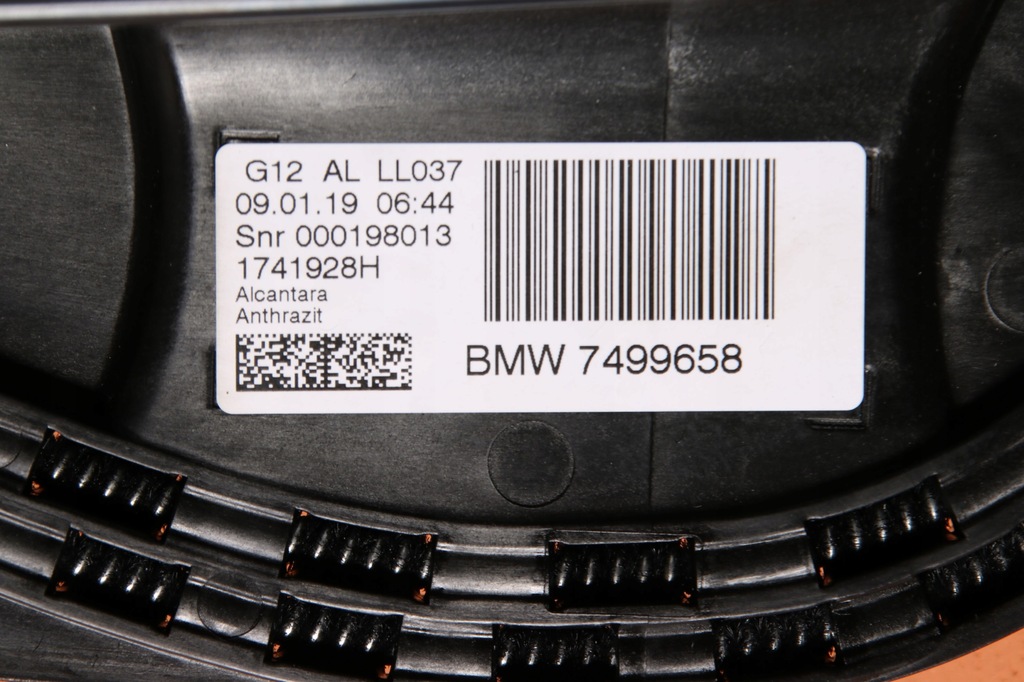 G12 AL LL037
09.01.19 06:44
Snr 000198013
1741928H
Alcantara
Anthrazit
BMW 7499658